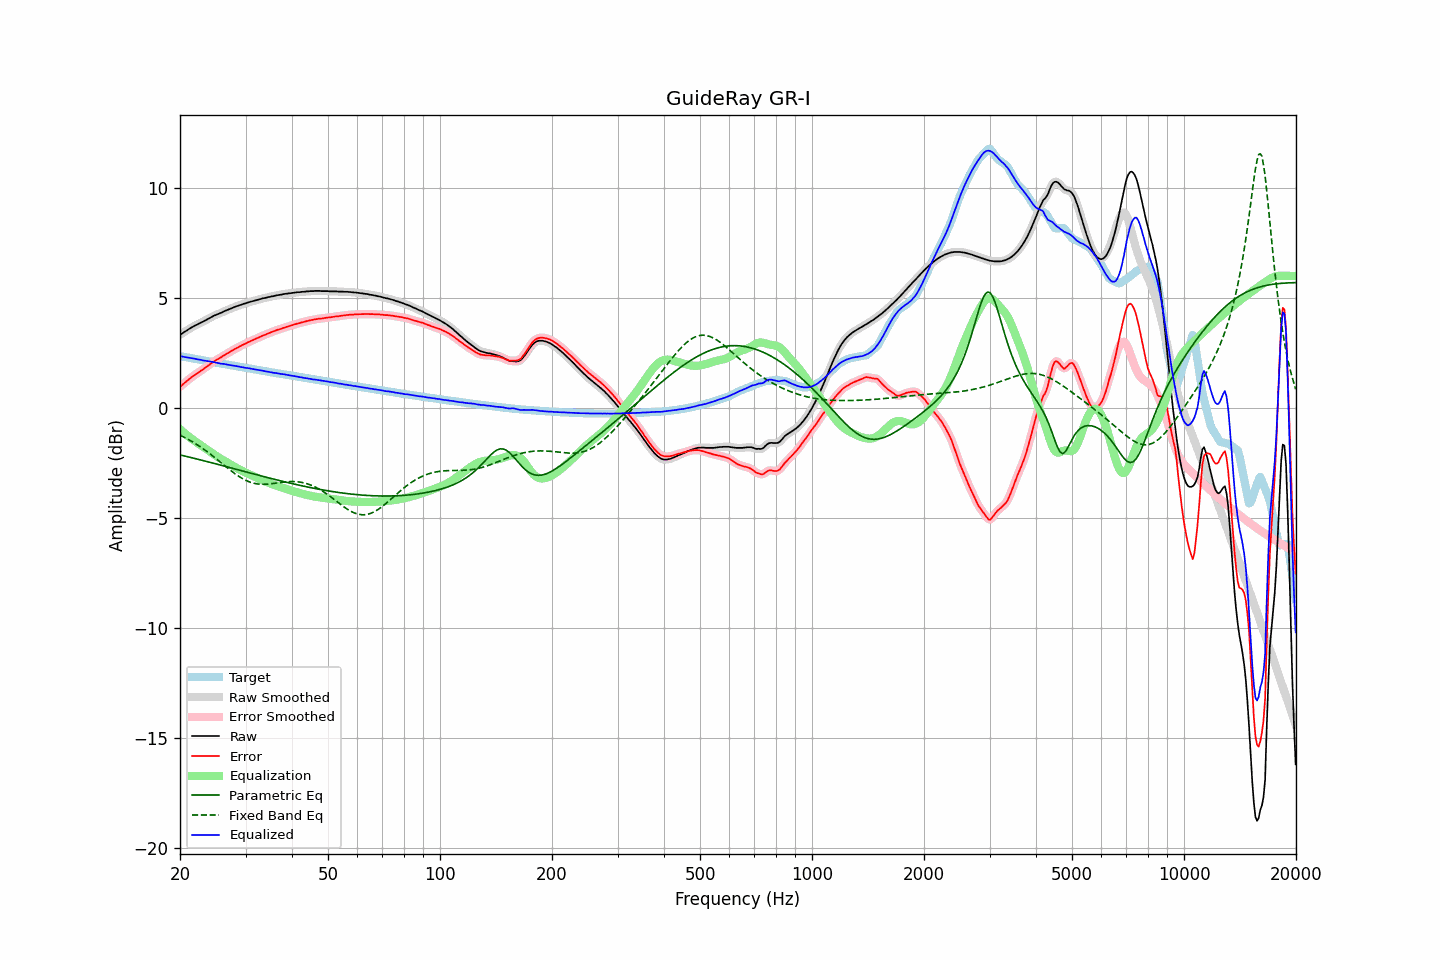 GuideRay GR-I
Amplitude (dBr)
10
5
0
−5
−10
−15
−20
Target
Raw Smoothed
Error Smoothed
Raw
Error
Equalization
Parametric Eq
Fixed Band Eq
Equalized
20 50 100 200 500 1000 2000 5000 10000 20000
Frequency (Hz)